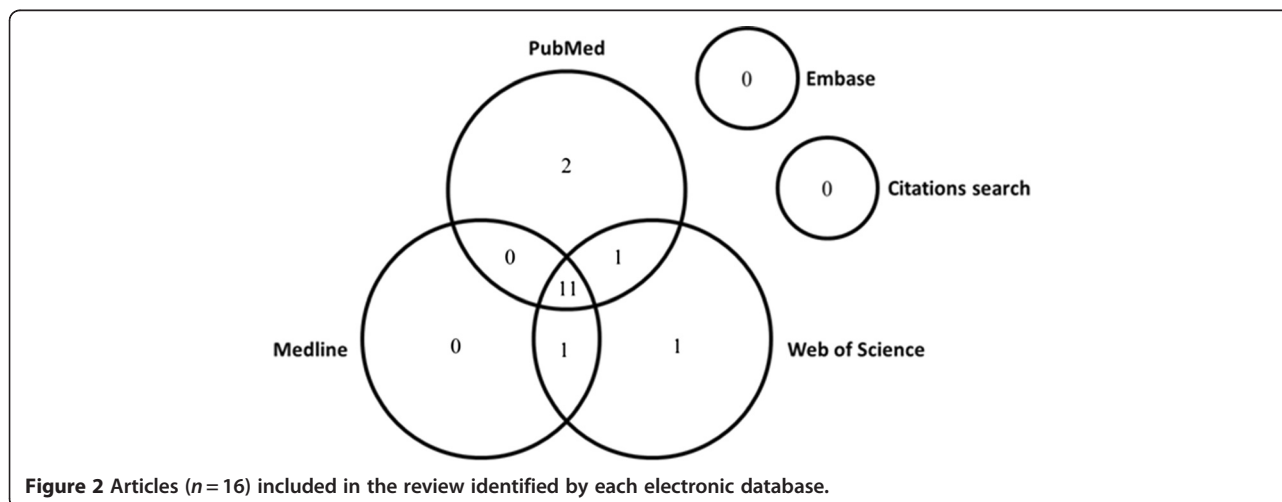 PubMed
0
Embase
2
0
Citations search
0
1
11
Medline
0
1
1
Web of Science
Figure 2 Articles (n = 16) included in the review identified by each electronic database.